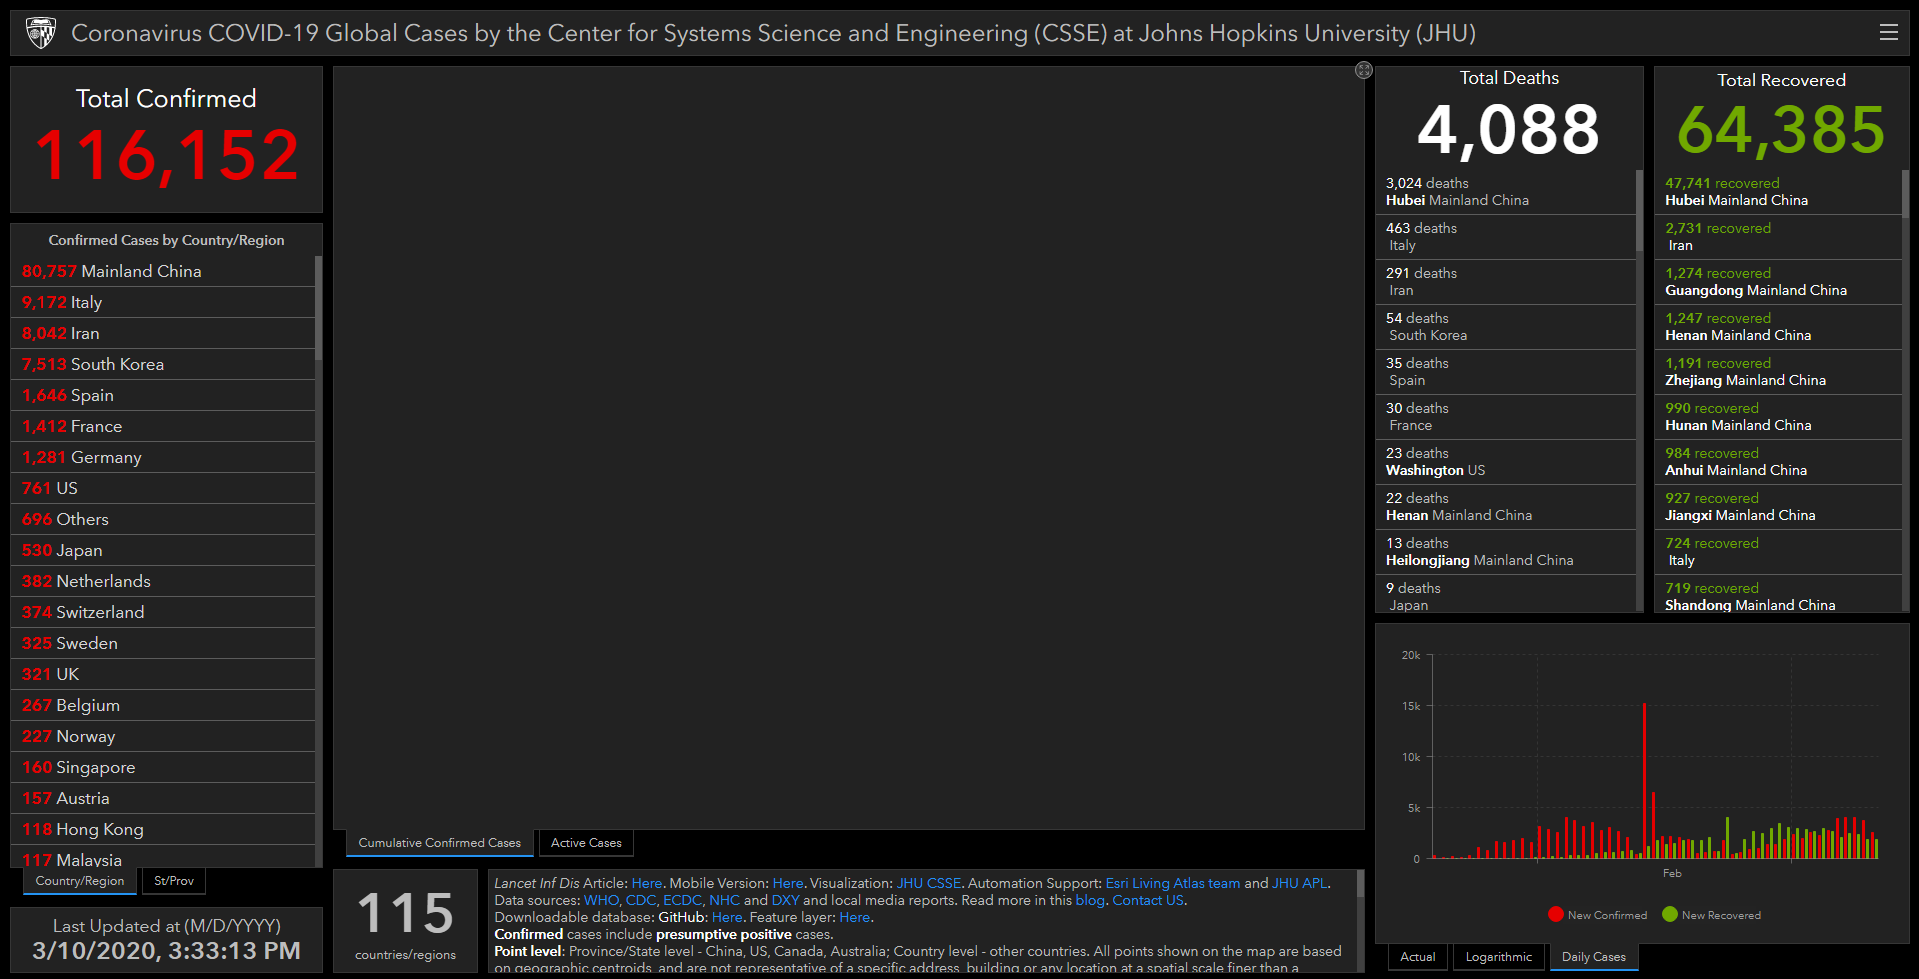 Coronavirus COVID-19 Global Cases by the Center for Systems Science and Engineering (CSSE) at Johns Hopkins University (JHU)
Total Confirmed
116,152
Confirmed Cases by Country/Region
80,757 Mainland China
9,172 Italy
8,042 Iran
7,513 South Korea
1,646 Spain
1,412 France
1,281 Germany
761 US
696 Others
530 Japan
382 Netherlands
374 Switzerland
325 Sweden
321 UK
267 Belgium
227 Norway
160 Singapore
157 Austria
118 Hong Kong
117 Malaysia
Country/Region
St/Prov
Last Updated at (M/D/YYYY)
3/10/2020, 3:33:13 PM
Cumulative Confirmed Cases
Active Cases
115
countries/regions
Lancet Inf Dis Article: Here. Mobile Version: Here. Visualization: JHU CSSE. Automation Support: Esri Living Atlas team and JHU APL.
Data sources: WHO, CDC, ECDC, NHC and DXY and local media reports. Read more in this blog. Contact US.
Downloadable database: GitHub: Here. Feature layer: Here.
Confirmed cases include presumptive positive cases.
Point level: Province/State level - China, US, Canada, Australia; Country level - other countries. All points shown on the map are based
on geographic centroids, and are not representative of a specific address, building or any location at a spatial scale finer than a
Total Deaths
4,088
3,024 deaths
Hubei Mainland China
463 deaths
Italy
291 deaths
Iran
54 deaths
South Korea
35 deaths
Spain
30 deaths
France
23 deaths
Washington US
22 deaths
Henan Mainland China
13 deaths
Heilongjiang Mainland China
9 deaths
Japan
Total Recovered
64,385
47,741 recovered
Hubei Mainland China
2,731 recovered
Iran
1,274 recovered
Guangdong Mainland China
1,247 recovered
Henan Mainland China
1,191 recovered
Zhejiang Mainland China
990 recovered
Hunan Mainland China
984 recovered
Anhui Mainland China
927 recovered
Jiangxi Mainland China
724 recovered
Italy
719 recovered
Shandong Mainland China
20k
15k
10k
5k
0
Feb
New Confirmed
New Recovered
Actual
Logarithmic
Daily Cases